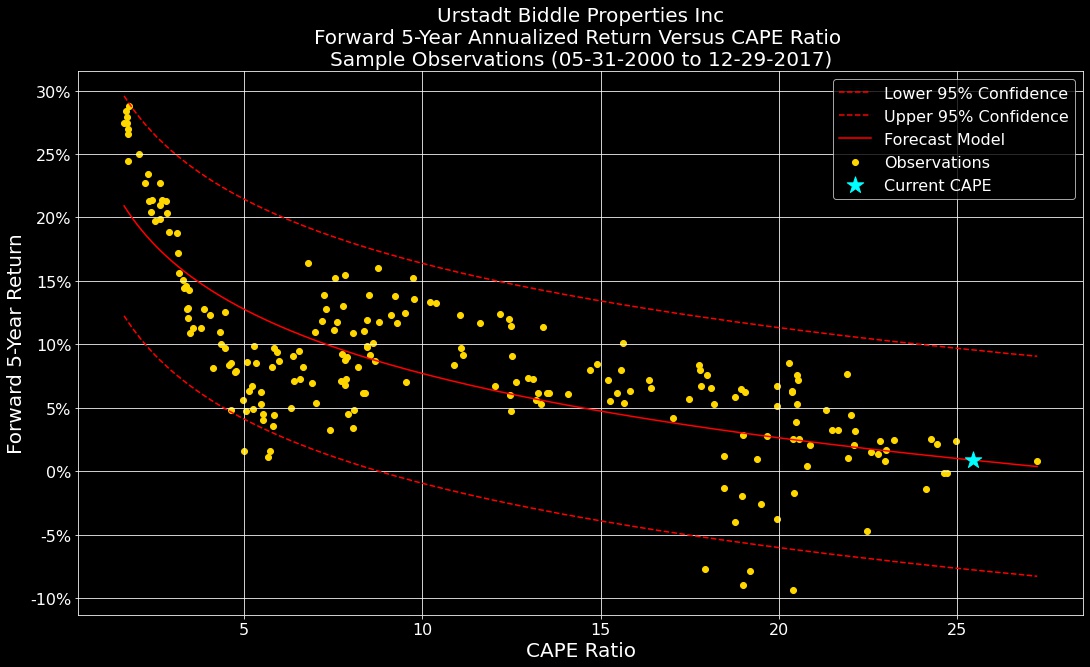 Urstadt Biddle Properties Inc
Forward 5-Year Annualized Return Versus CAPE Ratio
Sample Observations (05-31-2000 to 12-29-2017)
Lower 95% Confidence
Upper 95% Confidence
Forecast Model
Observations
Current CAPE
Forward 5-Year Return
30%
25%
20%
15%
10%
5%
0%
-5%
-10%
5
10
15
20
25
CAPE Ratio